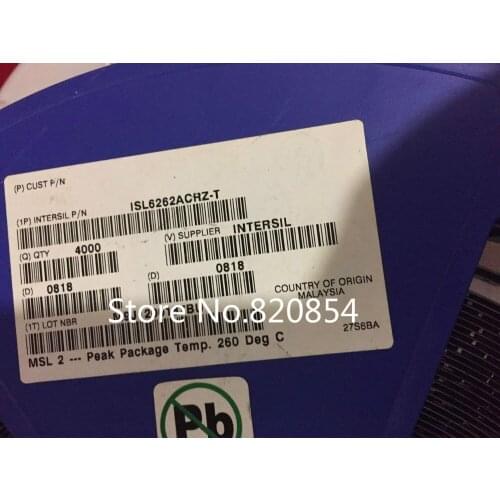 (P) CUST P/N
(1P) INTERSIL P/N ISL6262ACRZ-T
(Q) QTY 4000 (V) SUPPLIER INTERSIL
(D) 0818 (D) 0818
COUNTRY OF ORIGIN
MALAYSIA
(1T) LOT NBR
Store No.820854
27S6BA
MSL 2 --- Peak Package Temp. 260 Deg C
Pb